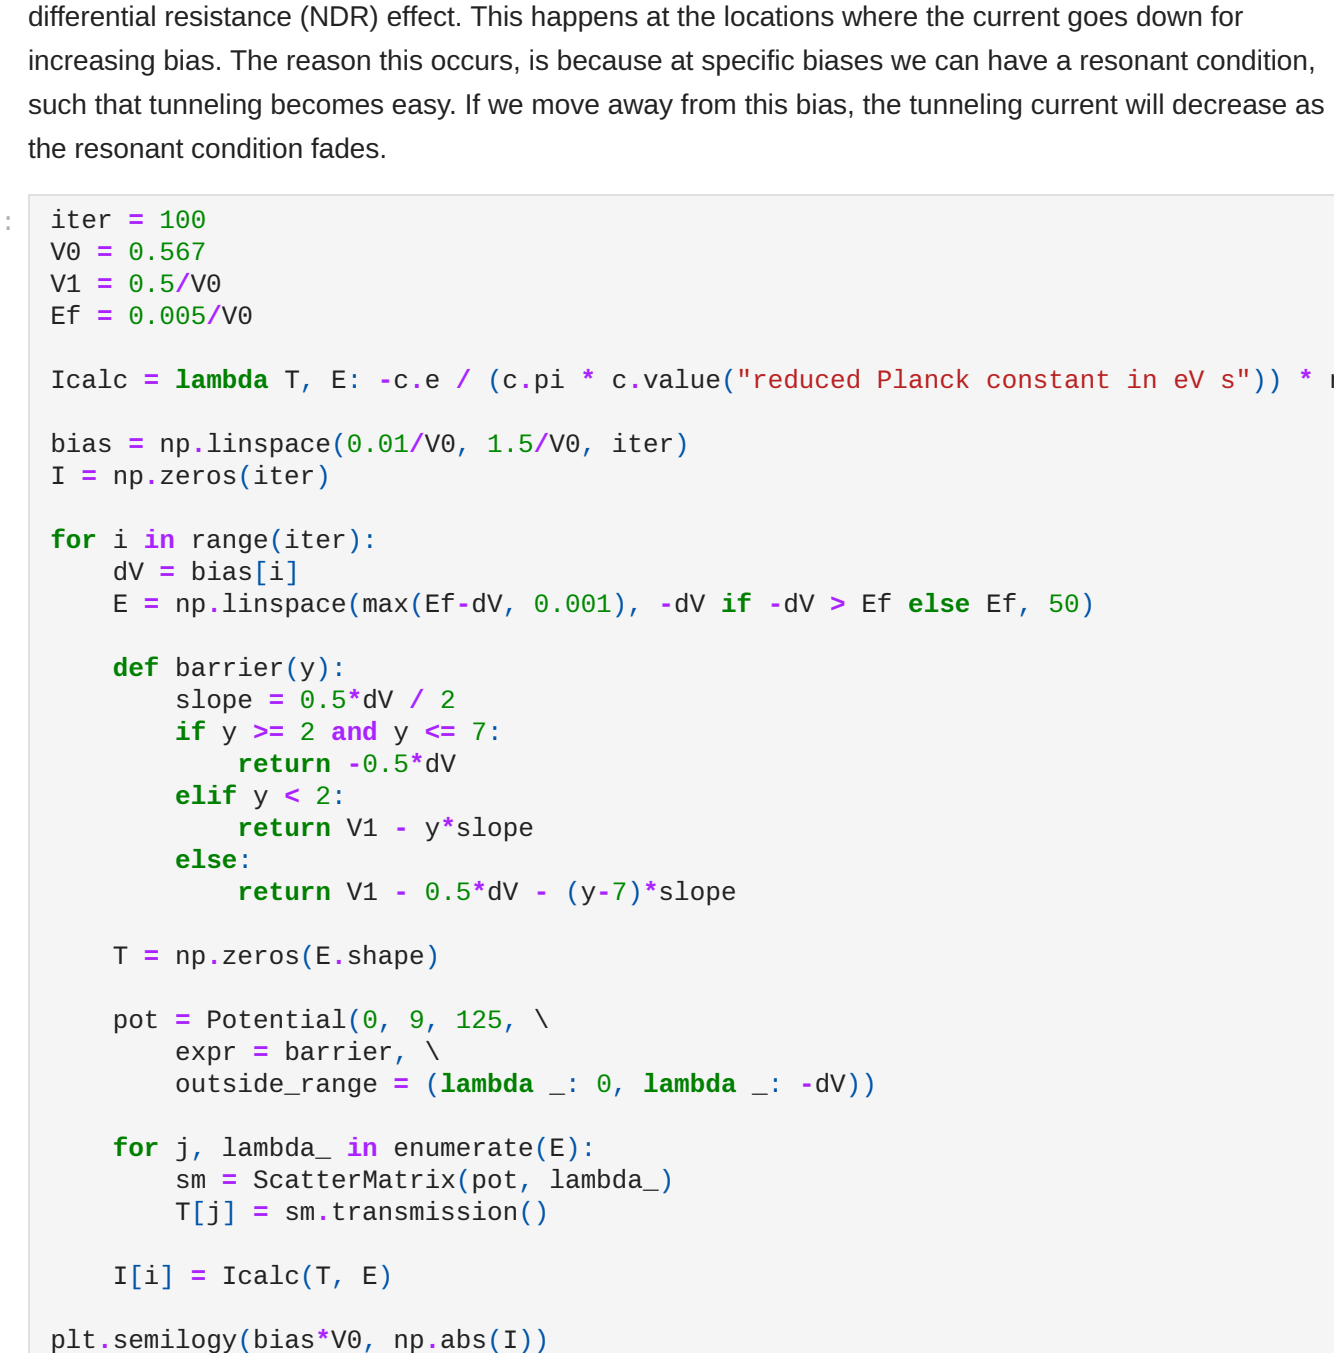 differential resistance (NDR) effect. This happens at the locations where the current goes down for
increasing bias. The reason this occurs, is because at specific biases we can have a resonant condition,
such that tunneling becomes easy. If we move away from this bias, the tunneling current will decrease as
the resonant condition fades.
:
iter = 100
V0 = 0.567
V1 = 0.5/V0
Ef = 0.005/V0
Icalc = lambda T, E: -c.e / (c.pi * c.value("reduced Planck constant in eV s")) *
bias = np.linspace(0.01/V0, 1.5/V0, iter)
I = np.zeros(iter)
for i in range(iter):
    dV = bias[i]
    E = np.linspace(max(Ef-dV, 0.001), -dV if -dV > Ef else Ef, 50)
    def barrier(y):
        slope = 0.5*dV / 2
        if y >= 2 and y <= 7:
            return -0.5*dV
        elif y < 2:
            return V1 - y*slope
        else:
            return V1 - 0.5*dV - (y-7)*slope
    T = np.zeros(E.shape)
    pot = Potential(0, 9, 125, \
        expr = barrier, \
        outside_range = (lambda _: 0, lambda _: -dV))
    for j, lambda_ in enumerate(E):
        sm = ScatterMatrix(pot, lambda_)
        T[j] = sm.transmission()
    I[i] = Icalc(T, E)
plt.semilogy(bias*V0, np.abs(I))